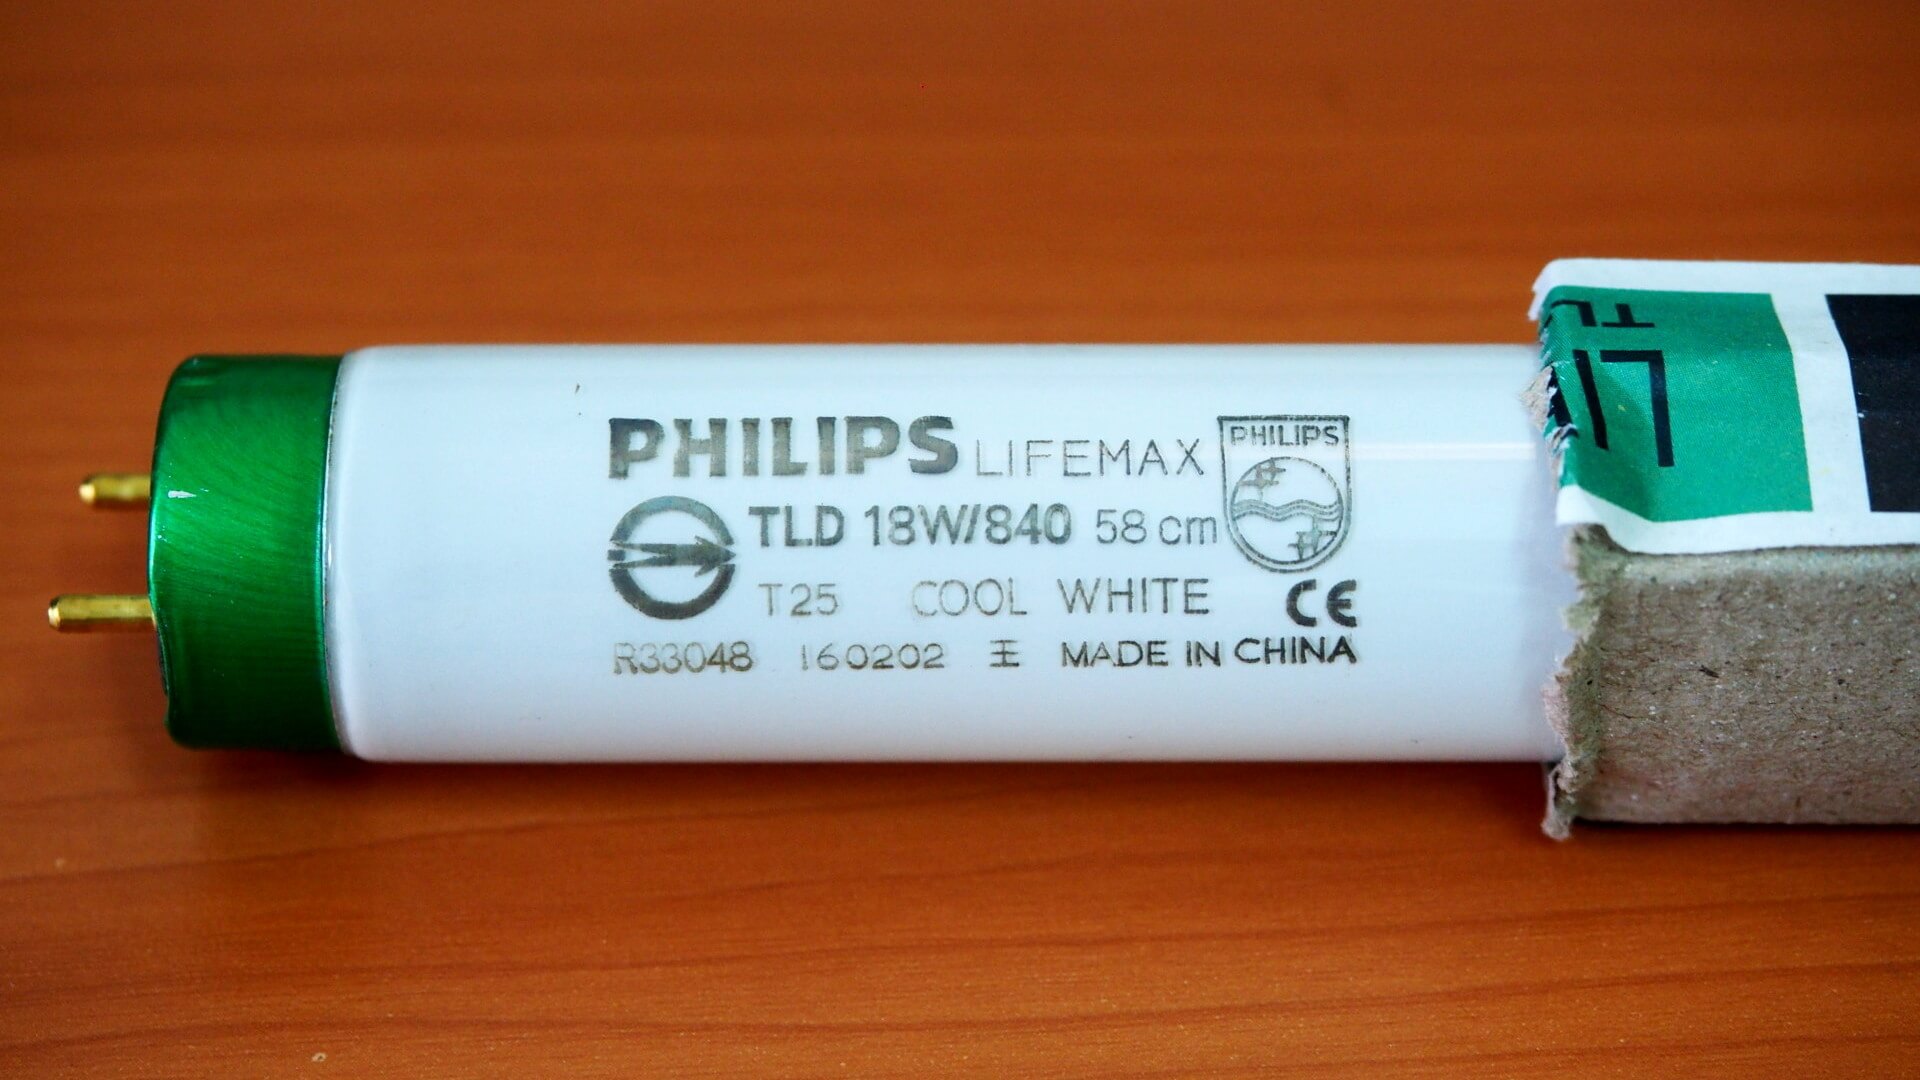 PHILIPS LIFEMAX
PHILIPS
TLD 18W/840 58 cm
T25 COOL WHITE CE
R33048 160202 王 MADE IN CHINA